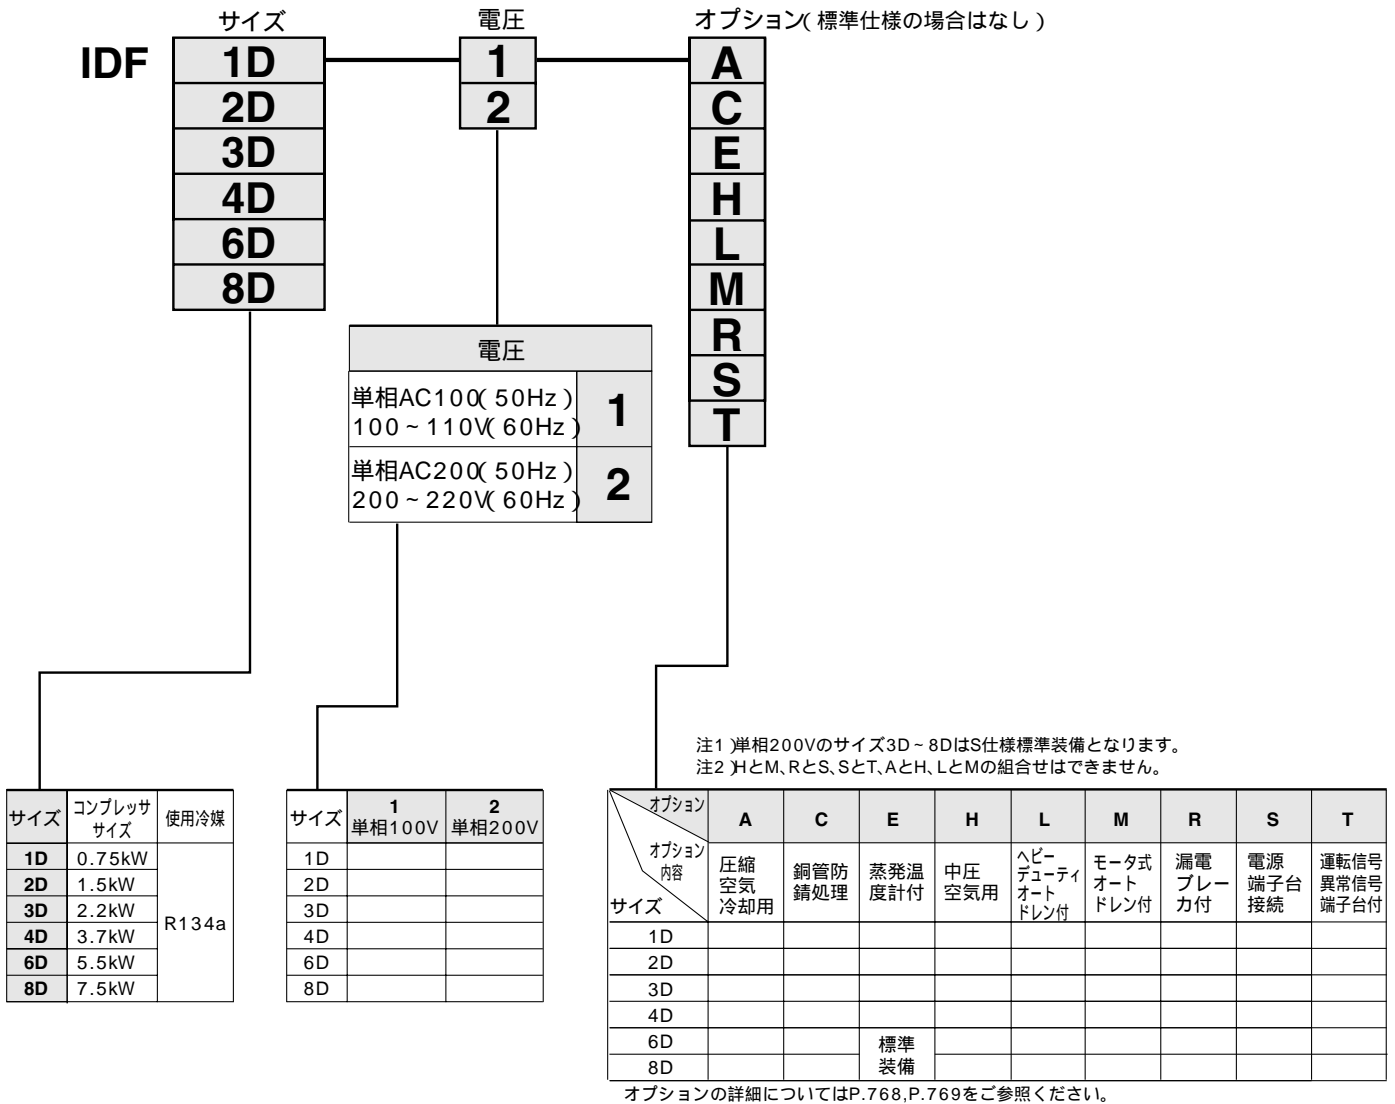 サイズ
電圧
オプション(標準仕様の場合はなし)
IDF
1D
1
A
2D
2
C
3D
E
4D
H
6D
L
8D
M
R
S
T
電圧
単相AC100(50Hz)
100~110V(60Hz)
1
単相AC200(50Hz)
200~220V(60Hz)
2
注1)単相200Vのサイズ3D~8DはS仕様標準装備となります。
注2)HとM、RとS、SとT、AとH、LとMの組合せはできません。
サイズ
コンプレッサ
サイズ
使用冷媒
1D 0.75kW
2D 1.5kW
3D 2.2kW
4D 3.7kW
6D 5.5kW
8D 7.5kW
R134a
サイズ
1
単相100V
2
単相200V
1D
2D
3D
4D
6D
8D
オプション
A C E H L M R S T
オプション
内容
サイズ
圧縮
空気
冷却用
銅管防
錆処理
蒸発温
度計付
中圧
空気用
ヘビー
デューティ
オート
ドレン付
モータ式
オート
ドレン付
漏電
ブレー
カ付
電源
端子台
接続
運転信号
異常信号
端子台付
1D
2D
3D
4D
6D
8D
標準
装備
オプションの詳細についてはP.768,P.769をご参照ください。